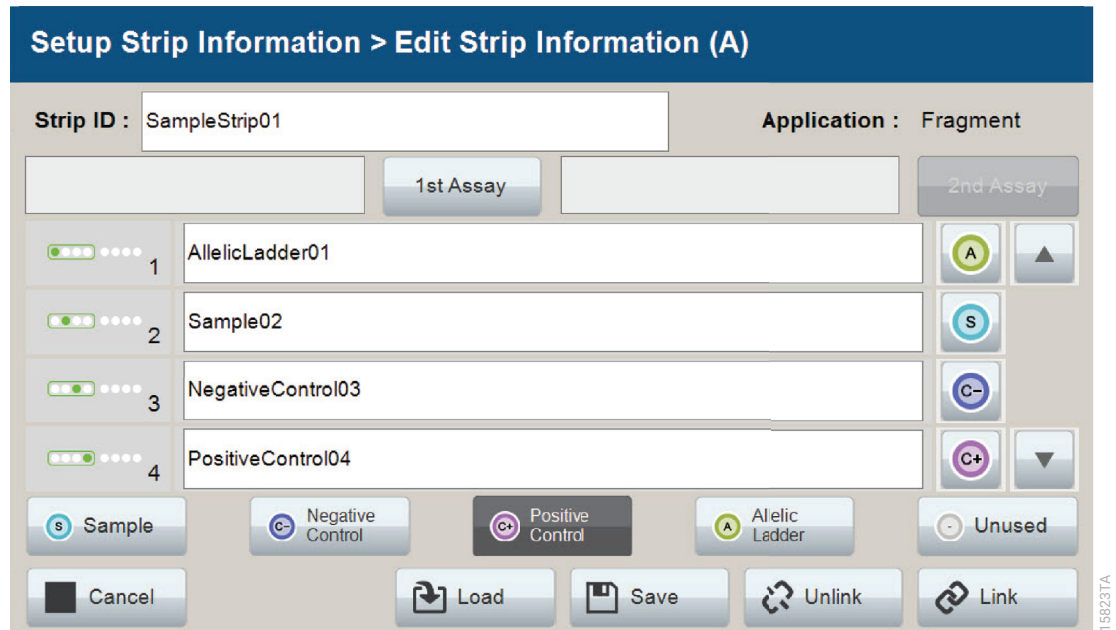 Setup Strip Information > Edit Strip Information (A)
Strip ID : SampleStrip01 Application : Fragment
1st Assay 2nd Assay
1 AllelicLadder01 A
2 Sample02 S
3 NegativeControl03 C-
4 PositiveControl04 C+
S Sample C- Negative Control C+ Positive Control A Allelic Ladder - Unused
Cancel Load Save Unlink Link
15823TA